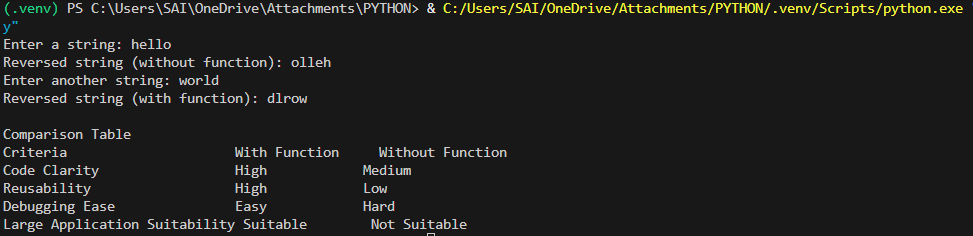 (.venv) PS C:\Users\SAI\OneDrive\Attachments\PYTHON> & C:/Users/SAI/OneDrive/Attachments/PYTHON/.venv/Scripts/python.exe
y"
Enter a string: hello
Reversed string (without function): olleh
Enter another string: world
Reversed string (with function): dlrow

Comparison Table
Criteria                      With Function     Without Function
Code Clarity                  High            Medium
Reusability                   High            Low
Debugging Ease                Easy            Hard
Large Application Suitability Suitable        Not Suitable